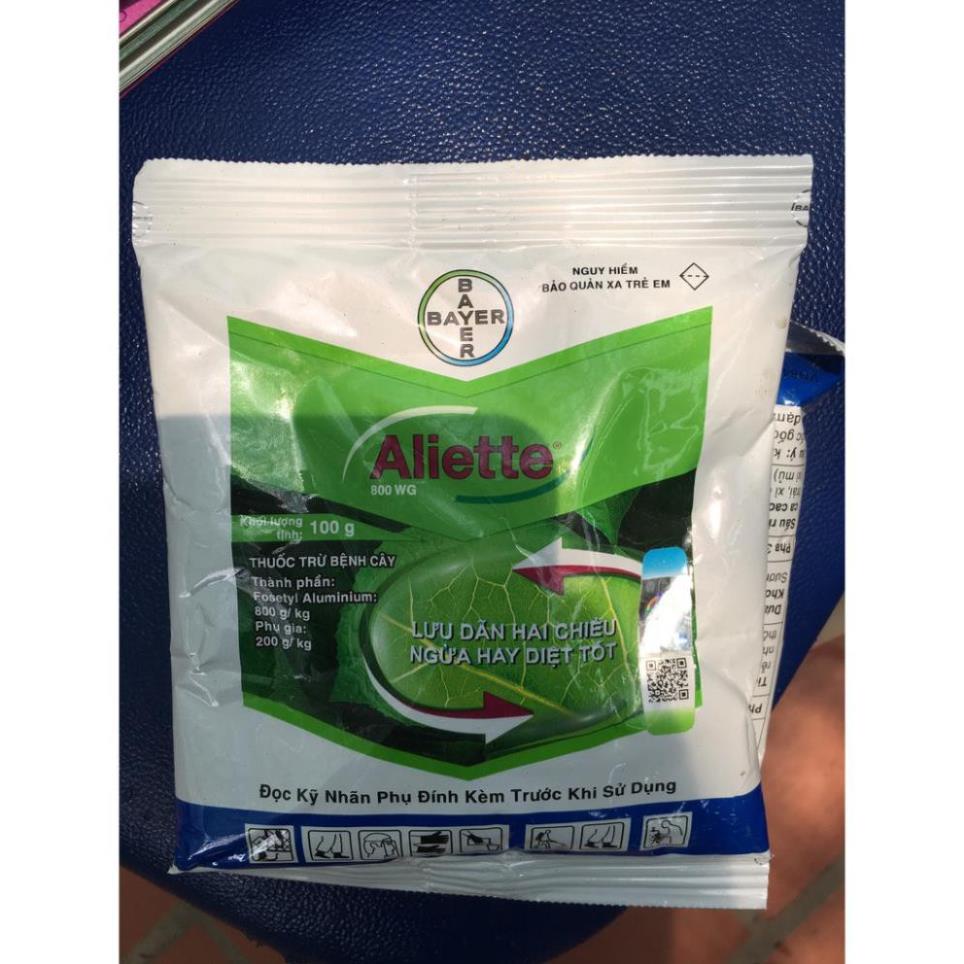 NGUY HIỂM
BẢO QUẢN XA TRẺ EM
BAYER
BAYER
Aliette®
800 WG
Khối lượng
tịnh: 100 g
THUỐC TRỪ BỆNH CÂY
Thành phần:
Fosetyl Aluminium:
800 g/ kg
Phụ gia:
200 g/ kg
LƯU DẪN HAI CHIỀU
NGỪA HAY DIỆT TỐT
Đọc Kỹ Nhãn Phụ Đính Kèm Trước Khi Sử Dụng